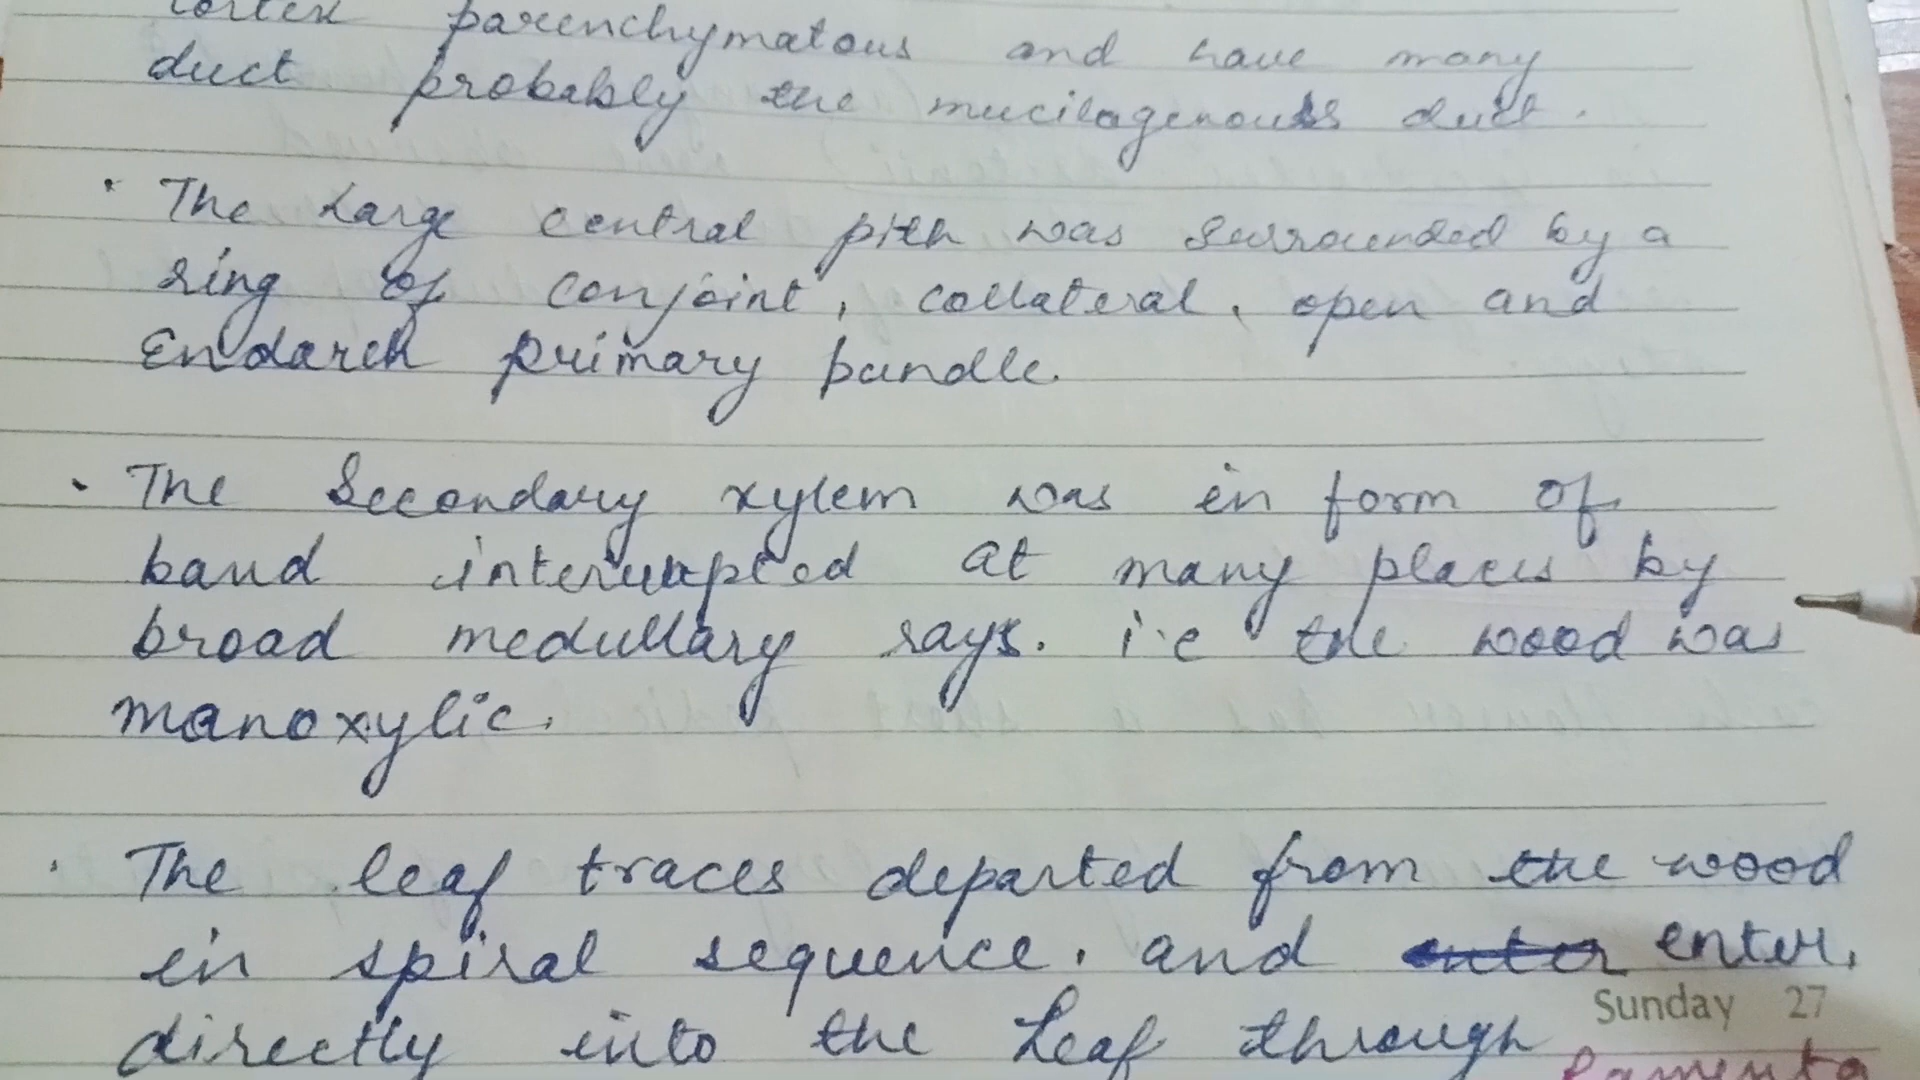 cortex parenchymatous and have many
duct probably the mucilagenous duct.
· The Large central pith was surrounded by a
ring of conjoint, collateral, open and
Endarch primary bundle.
· The Secondary xylem was in form of
band interrupted at many places by
broad medullary rays. i.e the wood was
manoxylic.
· The leaf traces departed from the wood
in spiral sequence. and enter,
directly into the Leaf through
Sunday 27